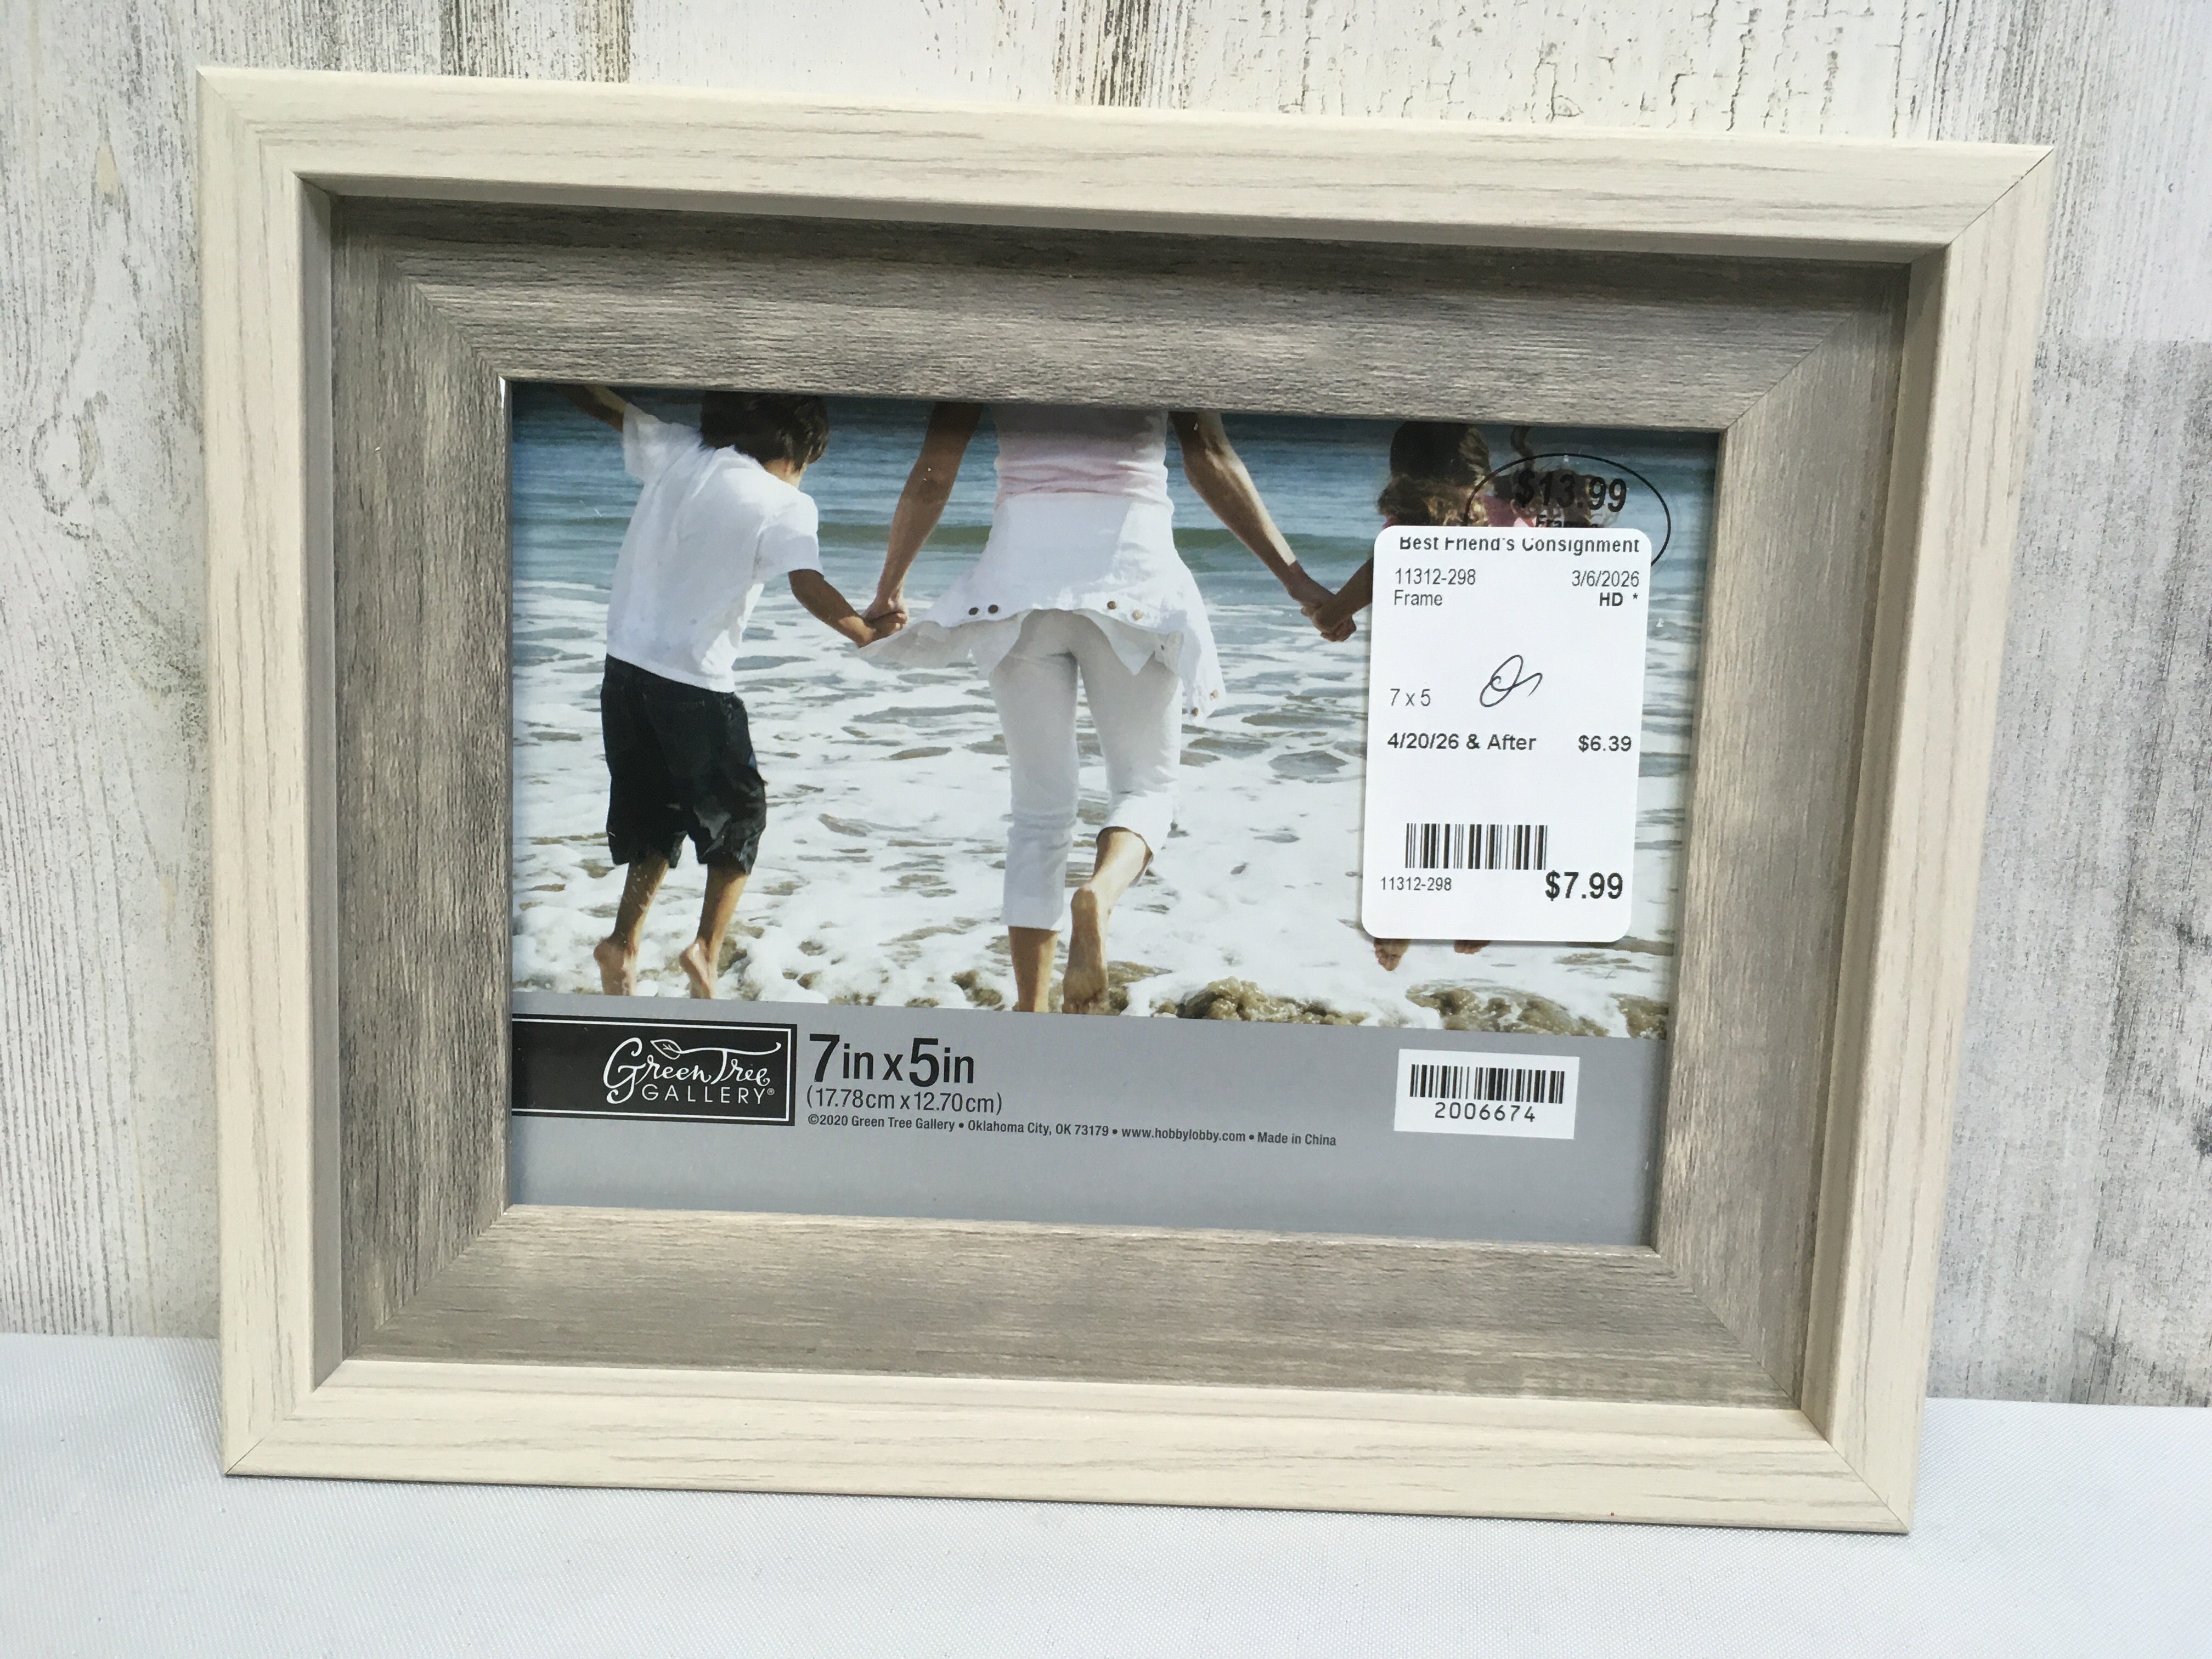 $13.99
Best Friend's Consignment
11312-298 3/6/2026
Frame HD *
7 x 5
4/20/26 & After $6.39
11312-298 $7.99
Green Tree
GALLERY®
7in x 5in
(17.78cm x 12.70cm)
©2020 Green Tree Gallery • Oklahoma City, OK 73179 • www.hobbylobby.com • Made in China
2006674